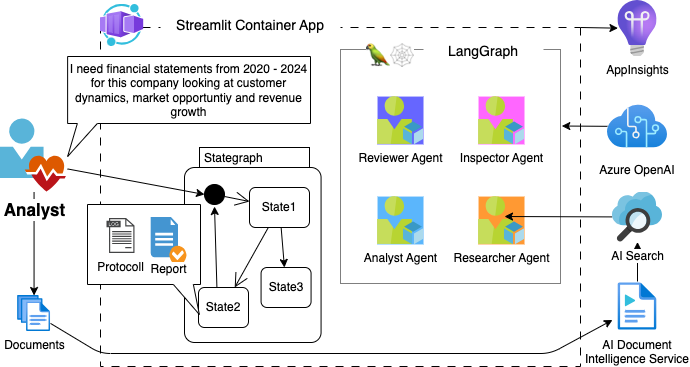 Streamlit Container App
I need financial statements from 2020 - 2024
for this company looking at customer
dynamics, market opportuntiy and revenue
growth
LangGraph
AppInsights
Reviewer Agent
Inspector Agent
Azure OpenAI
Analyst
Stategraph
State1
DOC
Protocoll
Report
State2
State3
Analyst Agent
Researcher Agent
AI Search
Documents
AI Document
Intelligence Service